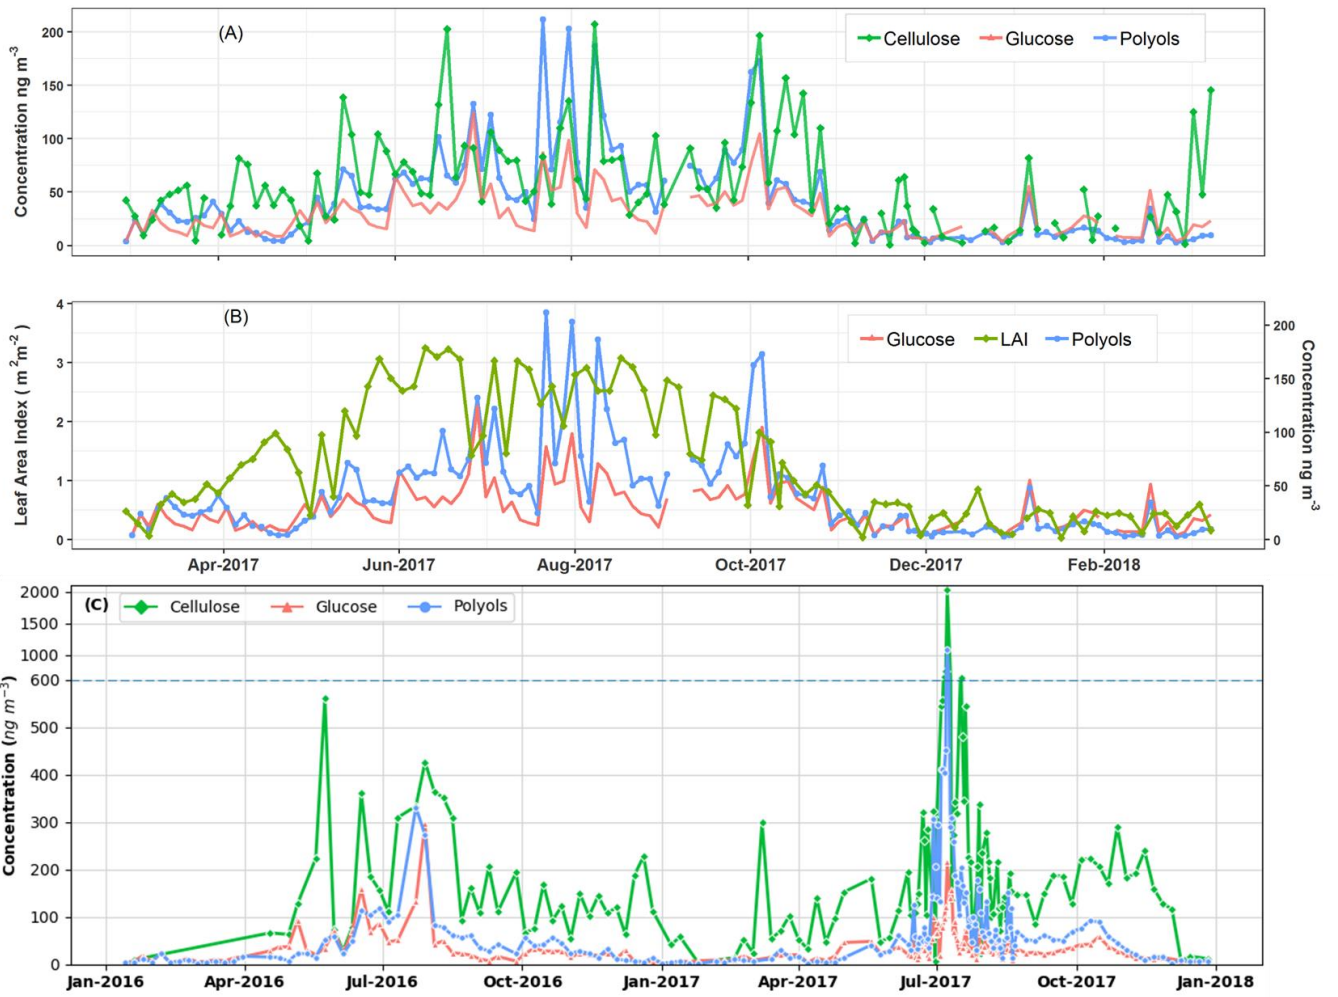 (A)
Cellulose Glucose Polyols
Concentration ng m-3
200
150
100
50
0
(B)
Glucose LAI Polyols
Leaf Area Index ( m2m-2 )
4
3
2
1
0
200
150
100
50
0
Concentration ng m-3
Apr-2017 Jun-2017 Aug-2017 Oct-2017 Dec-2017 Feb-2018
(C) Cellulose Glucose Polyols
Concentration (ng m−3)
2000
1500
1000
600
500
400
300
200
100
0
Jan-2016 Apr-2016 Jul-2016 Oct-2016 Jan-2017 Apr-2017 Jul-2017 Oct-2017 Jan-2018